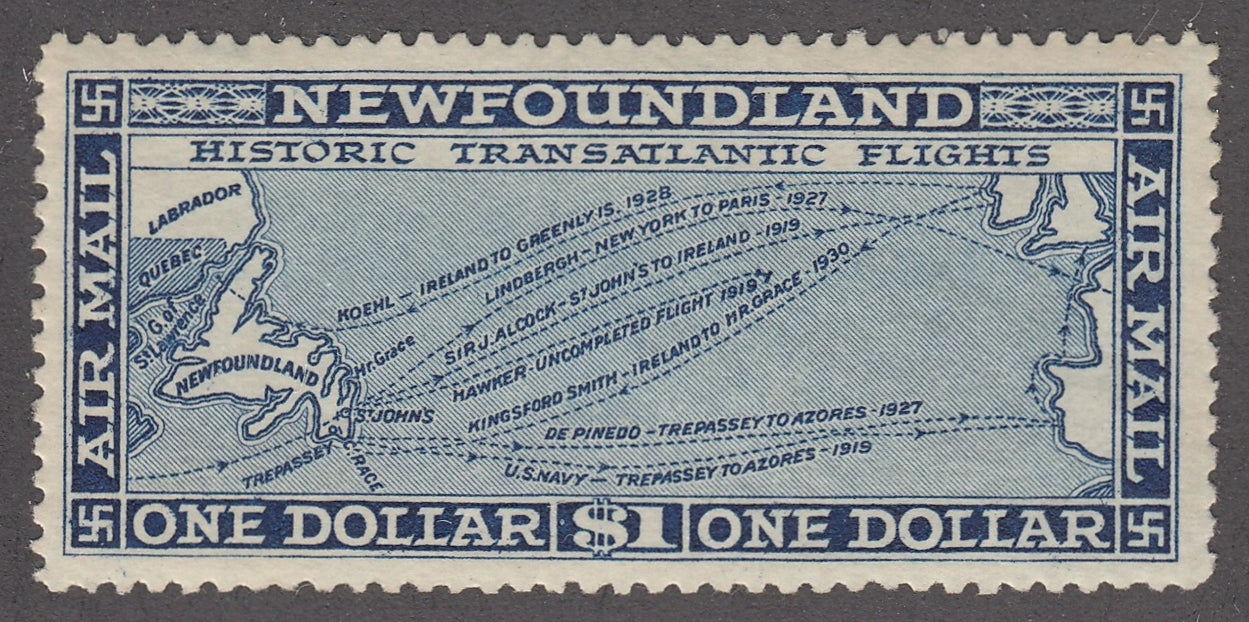 NEWFOUNDLAND
HISTORIC TRANSATLANTIC FLIGHTS
AIR MAIL
AIR MAIL
LABRADOR
QUEBEC
G. of
St Lawrence
NEWFOUNDLAND
Hr. Grace
ST JOHNS
TREPASSEY
C. RACE
KOEHL – IRELAND TO GREENLY IS. 1928
LINDBERGH – NEW YORK TO PARIS – 1927
SIR J. ALCOCK – ST JOHN'S TO IRELAND – 1919
HAWKER – UNCOMPLETED FLIGHT 1919
KINGSFORD SMITH – IRELAND TO HR. GRACE – 1930
DE PINEDO – TREPASSEY TO AZORES – 1927
U.S. NAVY – TREPASSEY TO AZORES – 1919
ONE DOLLAR $1 ONE DOLLAR